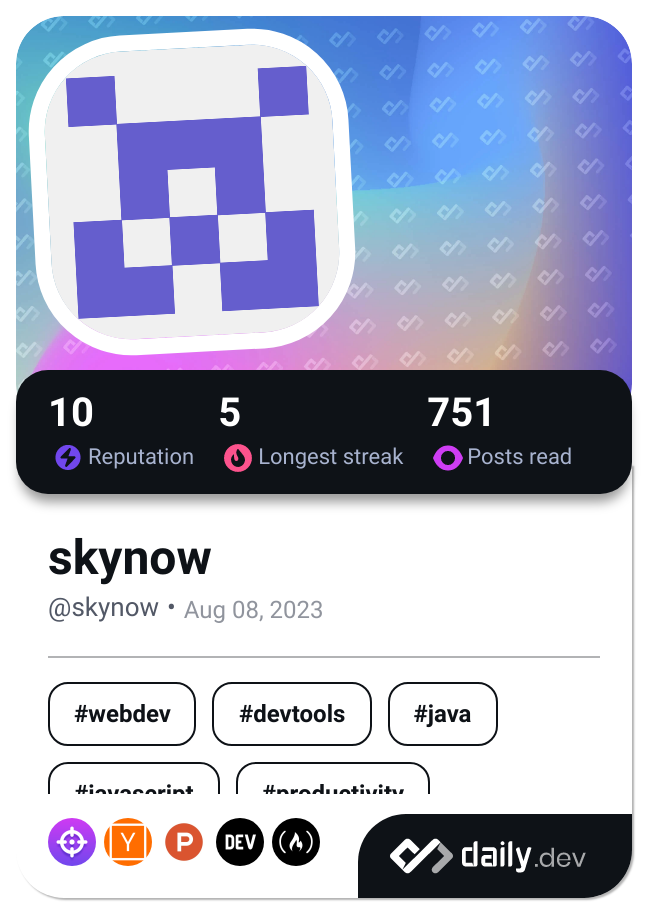 10 5 751
Reputation Longest streak Posts read
skynow
@skynow • Aug 08, 2023
#webdev #devtools #java
#javascript #productivity
Y P DEV
daily.dev